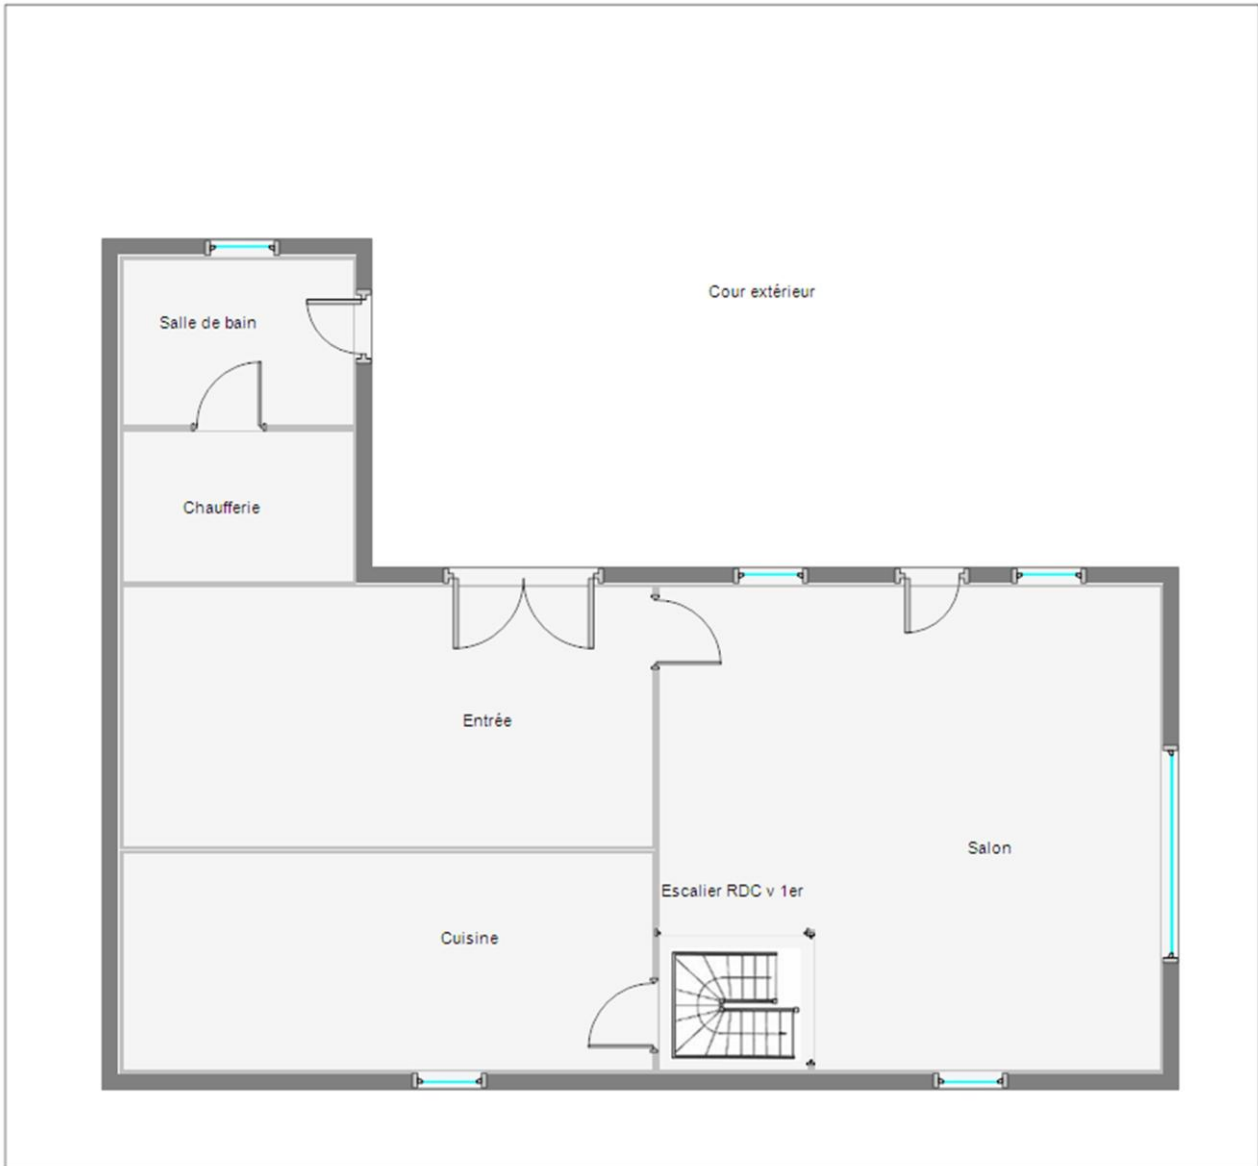 Cour extérieur
Salle de bain
Chaufferie
Entrée
Salon
Escalier RDC v 1er
Cuisine